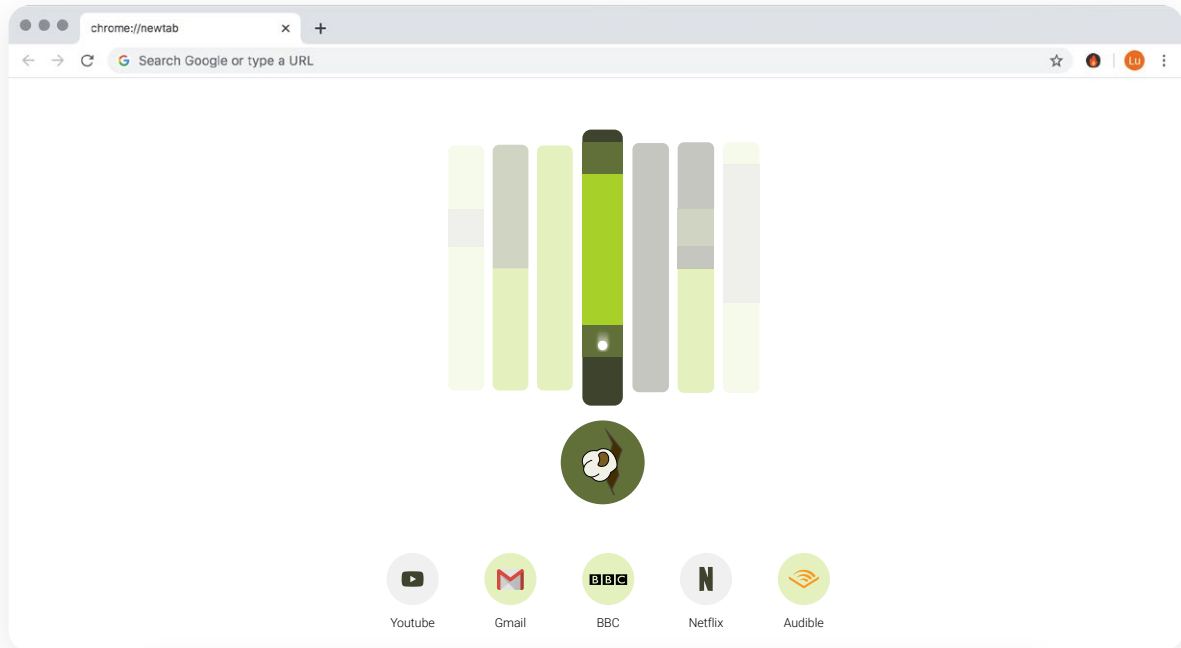 chrome://newtab
Search Google or type a URL
Lu
BBC
Youtube
Gmail
BBC
Netflix
Audible